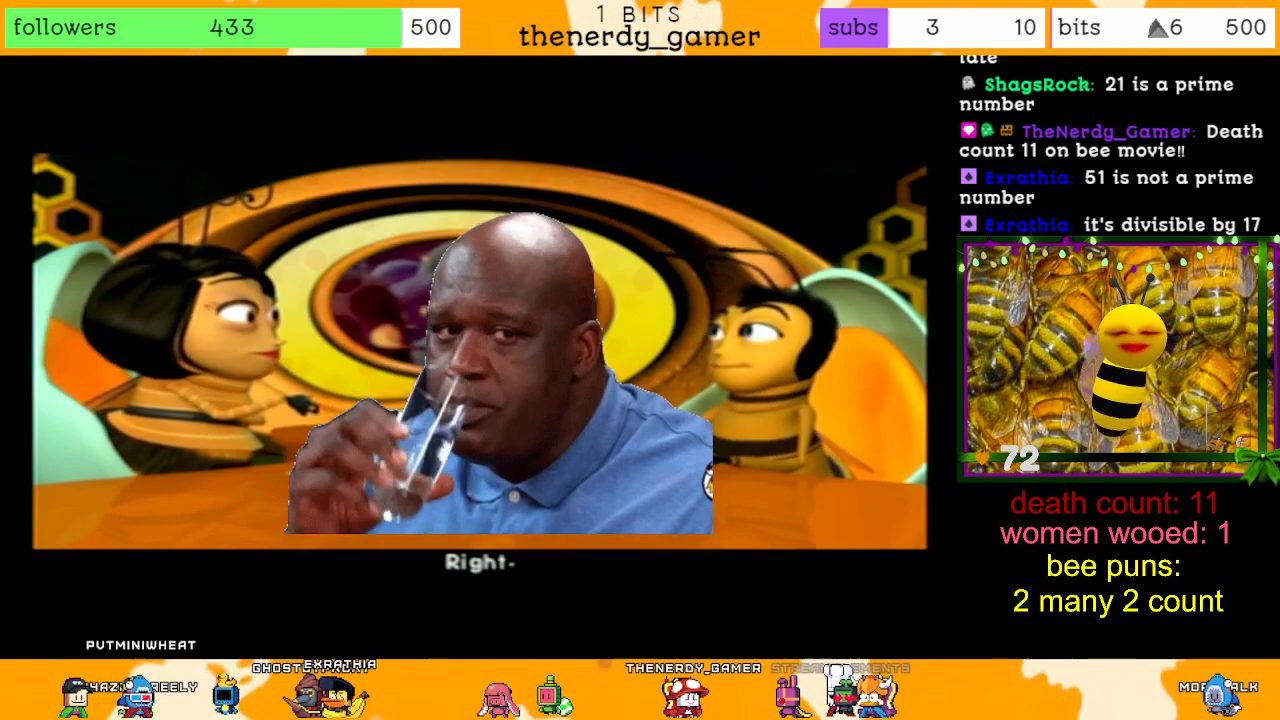 followers 433 500
1 BITS
thenerdy_gamer
subs 3 10
bits 6 500
late
ShagsRock: 21 is a prime
number
TheNerdy_Gamer: Death
count 11 on bee movie!!
Exrathia: 51 is not a prime
number
Exrathia: it's divisible by 17
72
death count: 11
women wooed: 1
bee puns:
2 many 2 count
Right-
PUTMINIWHEAT
EXRATHIA
THENERDY_GAMER